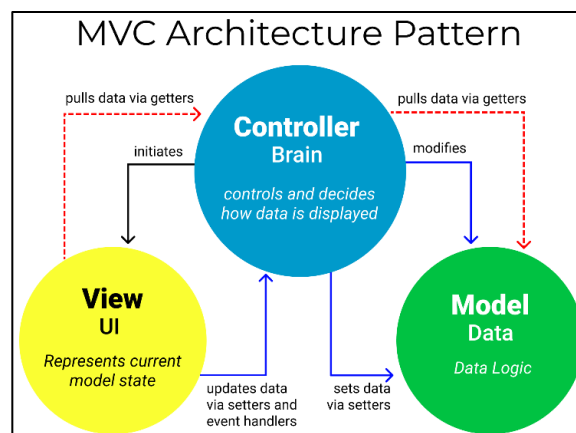 MVC Architecture Pattern
pulls data via getters
pulls data via getters
Controller
Brain
initiates
modifies
controls and decides
how data is displayed
View
UI
Represents current
model state
Model
Data
Data Logic
updates data
via setters and
event handlers
sets data
via setters